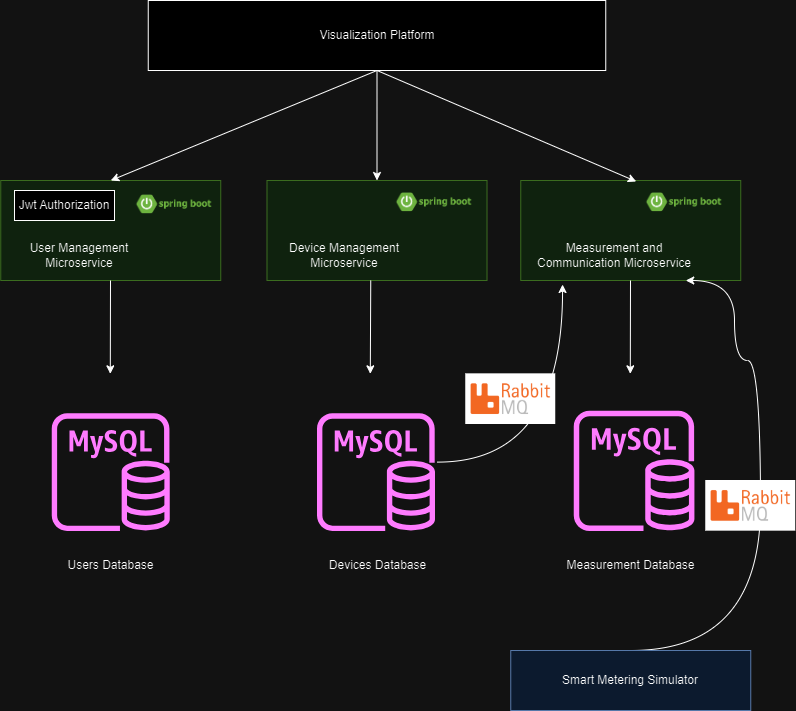 Visualization Platform
Jwt Authorization
spring boot
User Management
Microservice
spring boot
Device Management
Microservice
spring boot
Measurement and
Communication Microservice
Rabbit
MQ
MySQL
MySQL
MySQL
Rabbit
MQ
Users Database
Devices Database
Measurement Database
Smart Metering Simulator